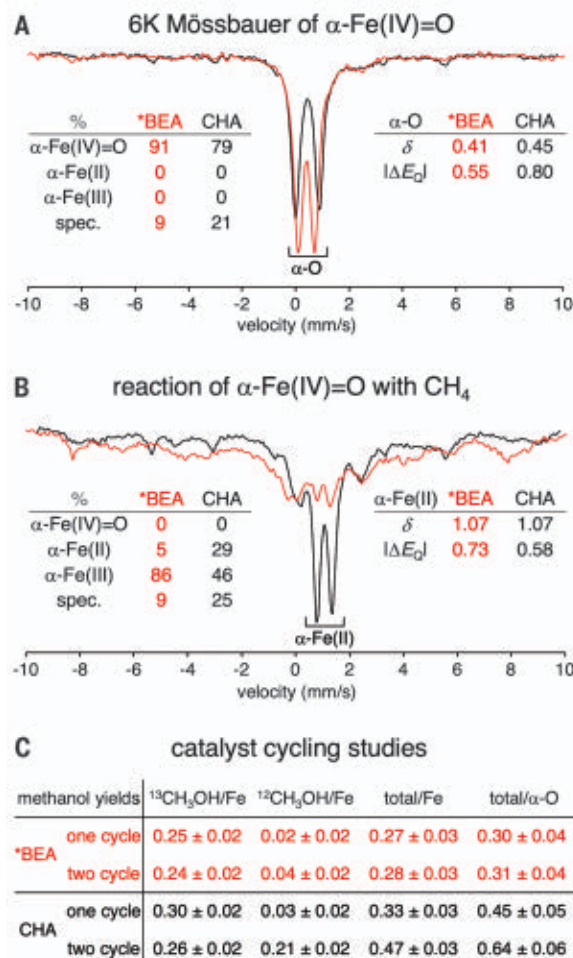 A 6K Mössbauer of α-Fe(IV)=O
% *BEA CHA
α-Fe(IV)=O 91 79
α-Fe(II) 0 0
α-Fe(III) 0 0
spec. 9 21
α-O *BEA CHA
δ 0.41 0.45
|ΔE_Q| 0.55 0.80
α-O
-10 -8 -6 -4 -2 0 2 4 6 8 10
velocity (mm/s)
B reaction of α-Fe(IV)=O with CH₄
% *BEA CHA
α-Fe(IV)=O 0 0
α-Fe(II) 5 29
α-Fe(III) 86 46
spec. 9 25
α-Fe(II) *BEA CHA
δ 1.07 1.07
|ΔE_Q| 0.73 0.58
α-Fe(II)
-10 -8 -6 -4 -2 0 2 4 6 8 10
velocity (mm/s)
C catalyst cycling studies
methanol yields ¹³CH₃OH/Fe ¹²CH₃OH/Fe total/Fe total/α-O
*BEA
one cycle 0.25 ± 0.02 0.02 ± 0.02 0.27 ± 0.03 0.30 ± 0.04
two cycle 0.24 ± 0.02 0.04 ± 0.02 0.28 ± 0.03 0.31 ± 0.04
CHA
one cycle 0.30 ± 0.02 0.03 ± 0.02 0.33 ± 0.03 0.45 ± 0.05
two cycle 0.26 ± 0.02 0.21 ± 0.02 0.47 ± 0.03 0.64 ± 0.06